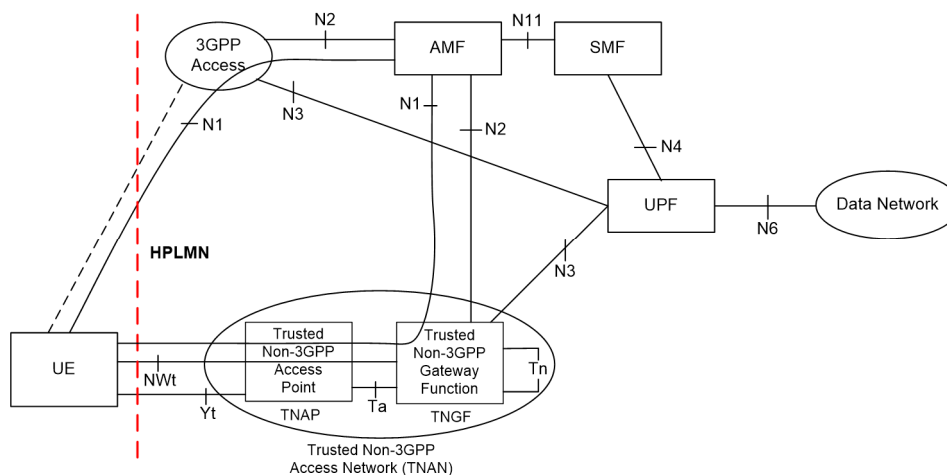 N2
AMF
N11
SMF
3GPP
Access
N1
N3
N1
N2
N4
UPF
N6
Data Network
HPLMN
N3
UE
NWt
Yt
Trusted
Non-3GPP
Access
Point
TNAP
Ta
Trusted
Non-3GPP
Gateway
Function
TNGF
Tn
Trusted Non-3GPP
Access Network (TNAN)